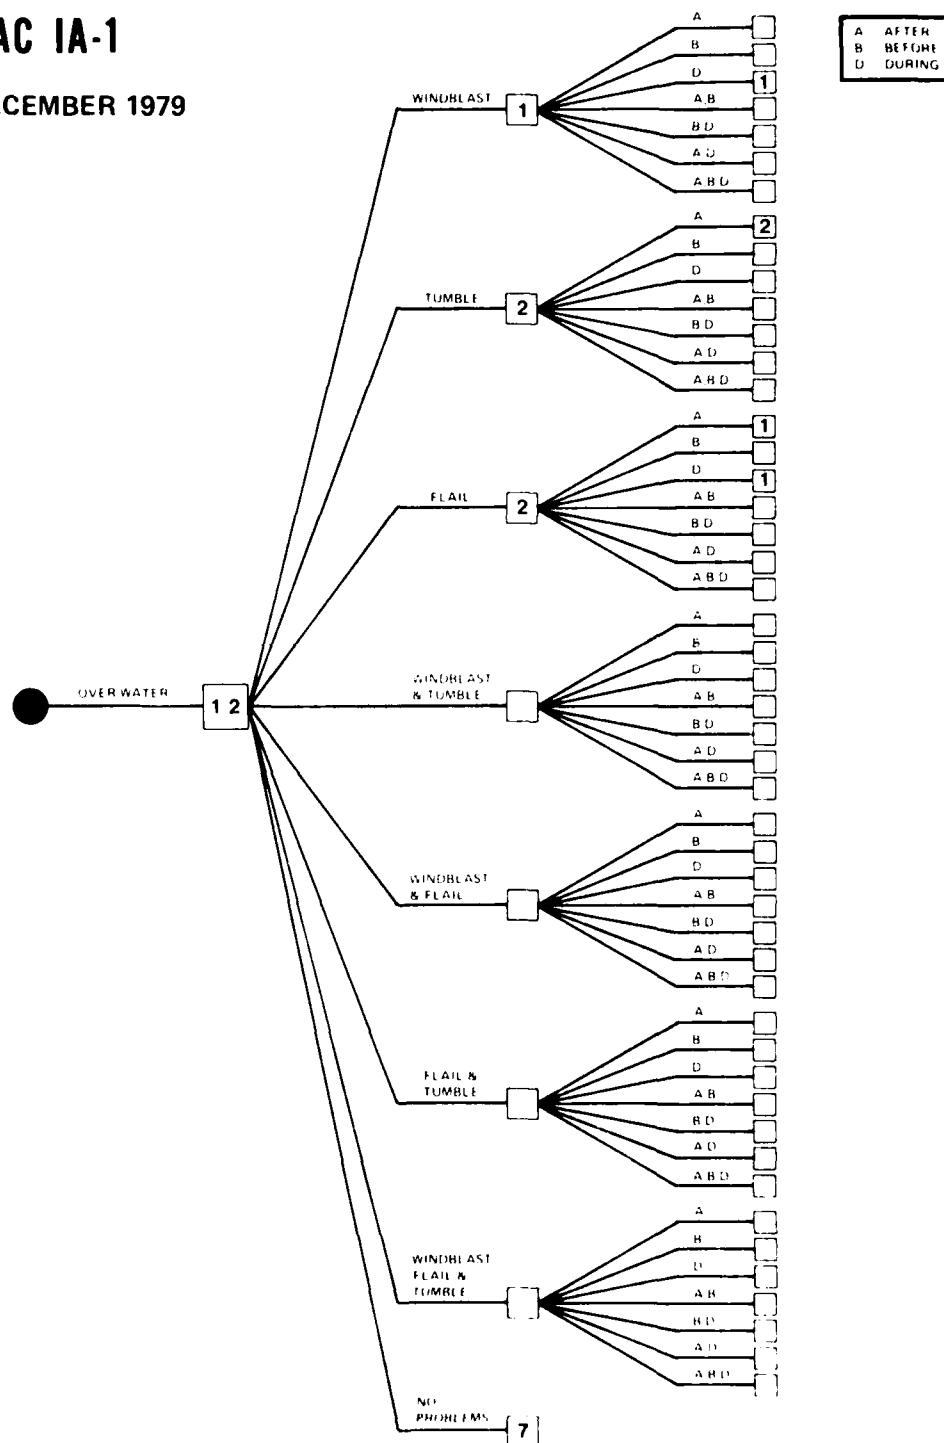 AC IA-1
CEMBER 1979
A AFTER
B BEFORE
D DURING
OVER WATER
1 2
WINDBLAST
1
A
B
D
1
A,B
B D
A D
A B D
TUMBLE
2
A
2
B
D
A,B
B D
A D
A B D
FLAIL
2
A
1
B
D
1
A B
B D
A D
A B D
WINDBLAST
& TUMBLE
A
B
D
A B
B D
A D
A B D
WINDBLAST
& FLAIL
A
B
D
A B
B D
A D
A B D
FLAIL &
TUMBLE
A
B
D
A B
B D
A D
A B D
WINDBLAST
FLAIL &
TUMBLE
A
B
D
A B
B D
A D
A B D
NO
PROBLEMS
7